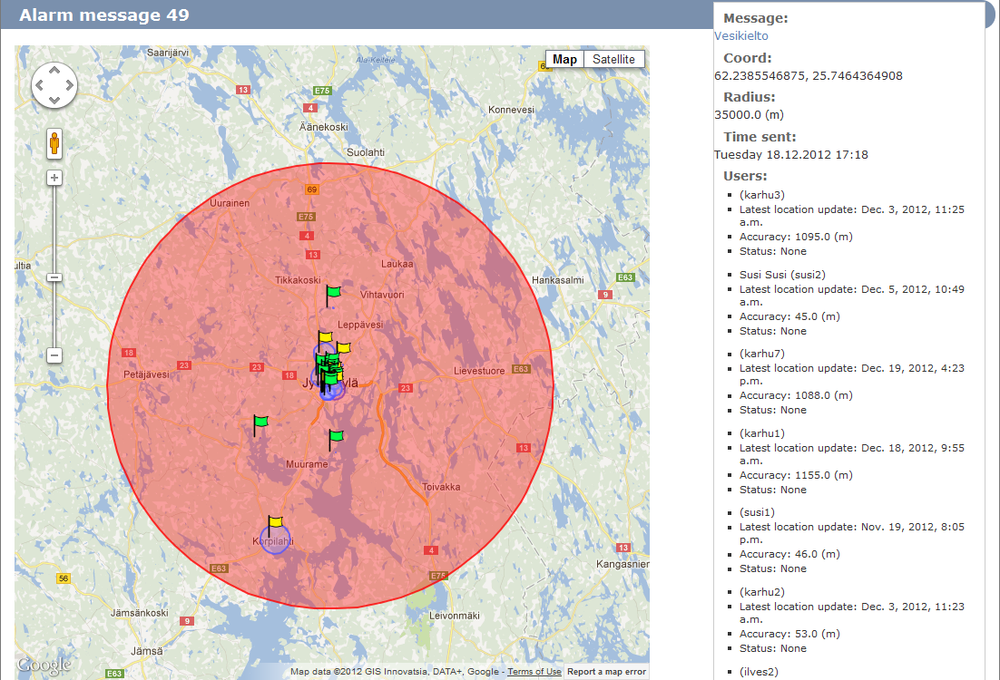 Alarm message 49
Message:
Vesikielto
Coord:
62.2385546875, 25.7464364908
Radius:
35000.0 (m)
Time sent:
Tuesday 18.12.2012 17:18
Users:
(karhu3)
Latest location update: Dec. 3, 2012, 11:25
a.m.
Accuracy: 1095.0 (m)
Status: None
Susi Susi (susi2)
Latest location update: Dec. 5, 2012, 10:49
a.m.
Accuracy: 45.0 (m)
Status: None
(karhu7)
Latest location update: Dec. 19, 2012, 4:23
p.m.
Accuracy: 1088.0 (m)
Status: None
(karhu1)
Latest location update: Dec. 18, 2012, 9:55
a.m.
Accuracy: 1155.0 (m)
Status: None
(susi1)
Latest location update: Nov. 19, 2012, 8:05
p.m.
Accuracy: 46.0 (m)
Status: None
(karhu2)
Latest location update: Dec. 3, 2012, 11:23
a.m.
Accuracy: 53.0 (m)
Status: None
(ilves2)
Map Satellite
Saarijärvi
Ala-Keitele
13
E75
4
Konnevesi
Äänekoski
Suolahti
69
Uurainen
E75
4
13
Laukaa
ultia
Tikkakoski
Hankasalmi
E63
9
Vihtavuori
Leppävesi
18
23
23
18
Petäjävesi
Lievestuore
E63
23
13
Muurame
Toivakka
Korpilahti
4
13
E63
E75
Kangasnier
56
Jämsänkoski
9
Leivonmäki
Jämsä
E63
Google
Map data ©2012 GIS Innovatsia, DATA+, Google - Terms of Use
Report a map error